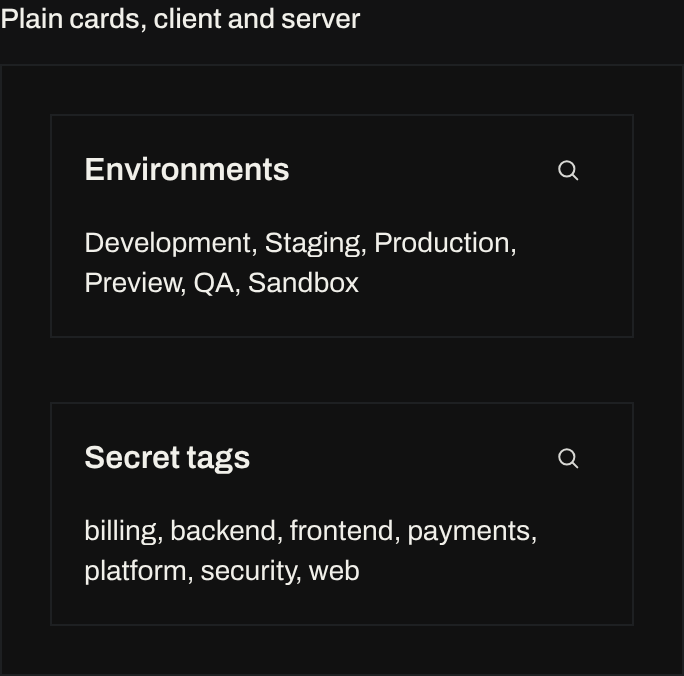 Plain cards, client and server
Environments
Development, Staging, Production,
Preview, QA, Sandbox
Secret tags
billing, backend, frontend, payments,
platform, security, web